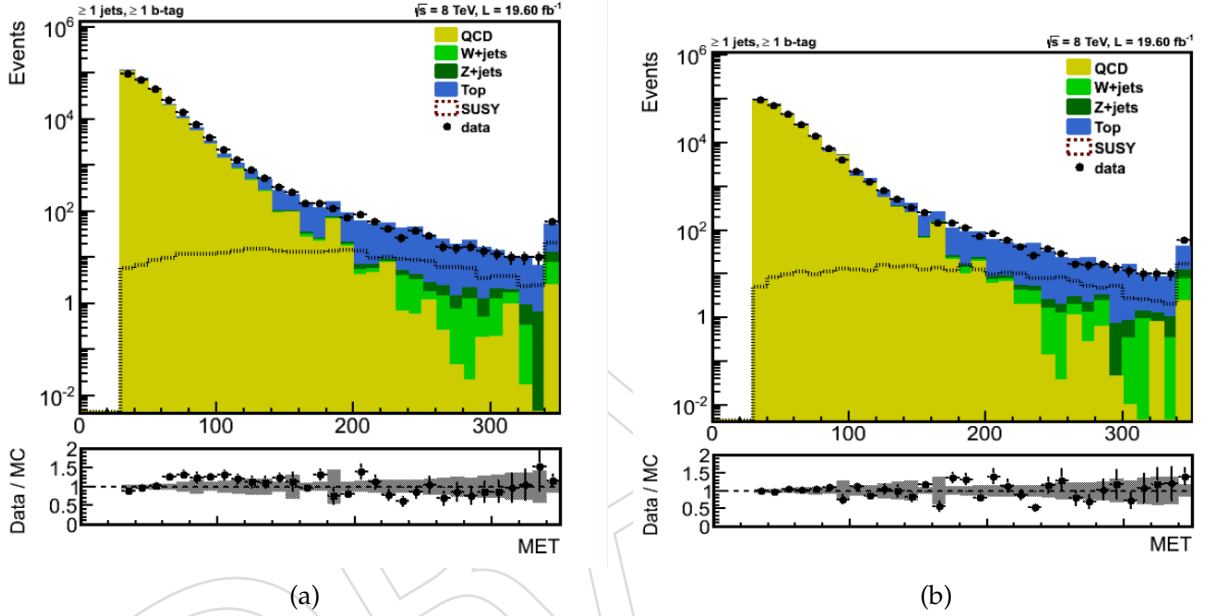 ≥ 1 jets, ≥ 1 b-tag
√s = 8 TeV, L = 19.60 fb⁻¹
Events
10⁶
10⁴
10²
1
10⁻²
QCD
W+jets
Z+jets
Top
SUSY
data
0 100 200 300
Data / MC
2
1.5
1
0.5
0
MET
(a)
≥ 1 jets, ≥ 1 b-tag
√s = 8 TeV, L = 19.60 fb⁻¹
Events
10⁶
10⁴
10²
1
10⁻²
QCD
W+jets
Z+jets
Top
SUSY
data
0 100 200 300
Data / MC
2
1.5
1
0.5
0
MET
(b)